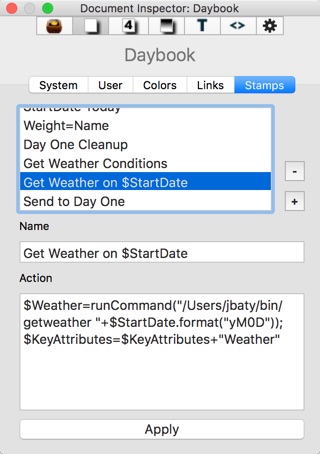 Document Inspector: Daybook
4
T
<>
Daybook
System
User
Colors
Links
Stamps
StartDate Today
Weight=Name
Day One Cleanup
Get Weather Conditions
Get Weather on $StartDate
Send to Day One
-
+
Name
Get Weather on $StartDate
Action
$Weather=runCommand("/Users/jbaty/bin/
getweather "+$StartDate.format("yM0D"));
$KeyAttributes=$KeyAttributes+"Weather"
Apply